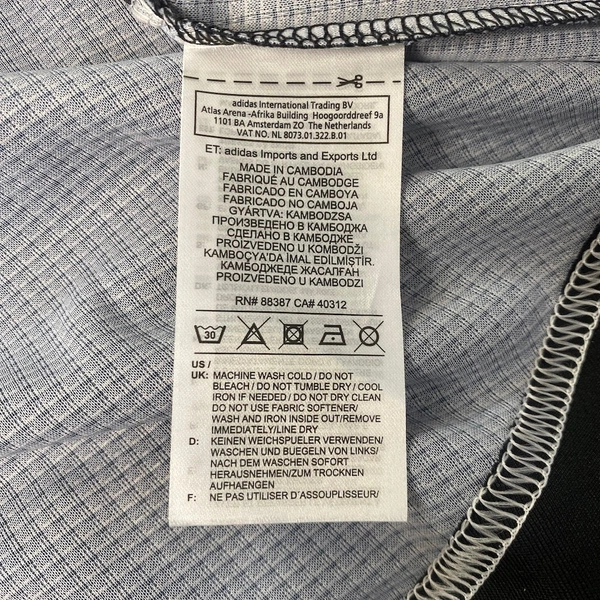 adidas International Trading BV
Atlas Arena -Afrika Building Hoogoorddreef 9a
1101 BA Amsterdam ZO The Netherlands
VAT NO. NL 8073.01.322.B.01
ET: adidas Imports and Exports Ltd
MADE IN CAMBODIA
FABRIQUÉ AU CAMBODGE
FABRICADO EN CAMBOYA
FABRICADO NO CAMBOJA
GYÁRTVA: KAMBODZSA
ПРОИЗВЕДЕНО В КАМБОДЖА
СДЕЛАНО В КАМБОДЖЕ
PROIZVEDENO U KOMBODŽI
KAMBOÇYA'DA İMAL EDİLMİŞTİR.
КАМБОДЖЕДЕ ЖАСАЛҒАН
PROIZVEDENO U KAMBODZI
RN# 88387 CA# 40312
30
US /
UK: MACHINE WASH COLD / DO NOT
BLEACH / DO NOT TUMBLE DRY / COOL
IRON IF NEEDED / DO NOT DRY CLEAN
DO NOT USE FABRIC SOFTENER/
WASH AND IRON INSIDE OUT/REMOVE
IMMEDIATELY/LINE DRY
D: KEINEN WEICHSPUELER VERWENDEN/
WASCHEN UND BUEGELN VON LINKS/
NACH DEM WASCHEN SOFORT
HERAUSNEHMEN/ZUM TROCKNEN
AUFHAENGEN
F: NE PAS UTILISER D´ASSOUPLISSEUR/